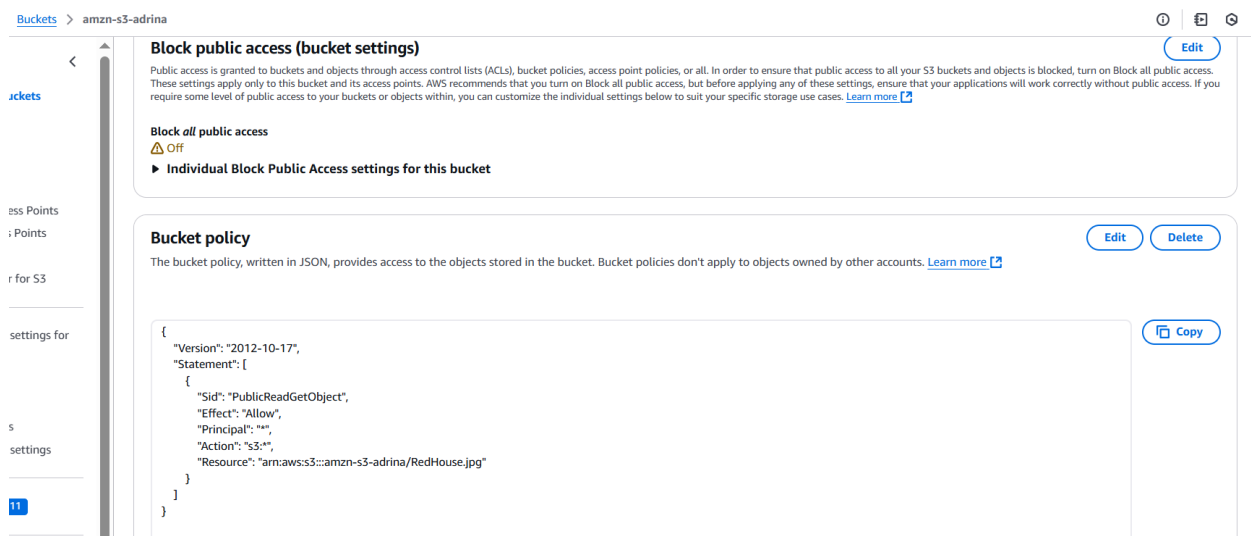 Buckets > amzn-s3-adrina
Block public access (bucket settings)
Edit
Public access is granted to buckets and objects through access control lists (ACLs), bucket policies, access point policies, or all. In order to ensure that public access to all your S3 buckets and objects is blocked, turn on Block all public access.
These settings apply only to this bucket and its access points. AWS recommends that you turn on Block all public access, but before applying any of these settings, ensure that your applications will work correctly without public access. If you
require some level of public access to your buckets or objects within, you can customize the individual settings below to suit your specific storage use cases. Learn more
Block all public access
Off
Individual Block Public Access settings for this bucket
uckets
ess Points
s Points
r for S3
settings for
s
settings
11
Bucket policy
Edit
Delete
The bucket policy, written in JSON, provides access to the objects stored in the bucket. Bucket policies don't apply to objects owned by other accounts. Learn more
Copy
{
"Version": "2012-10-17",
"Statement": [
{
"Sid": "PublicReadGetObject",
"Effect": "Allow",
"Principal": "*",
"Action": "s3:*",
"Resource": "arn:aws:s3:::amzn-s3-adrina/RedHouse.jpg"
}
]
}